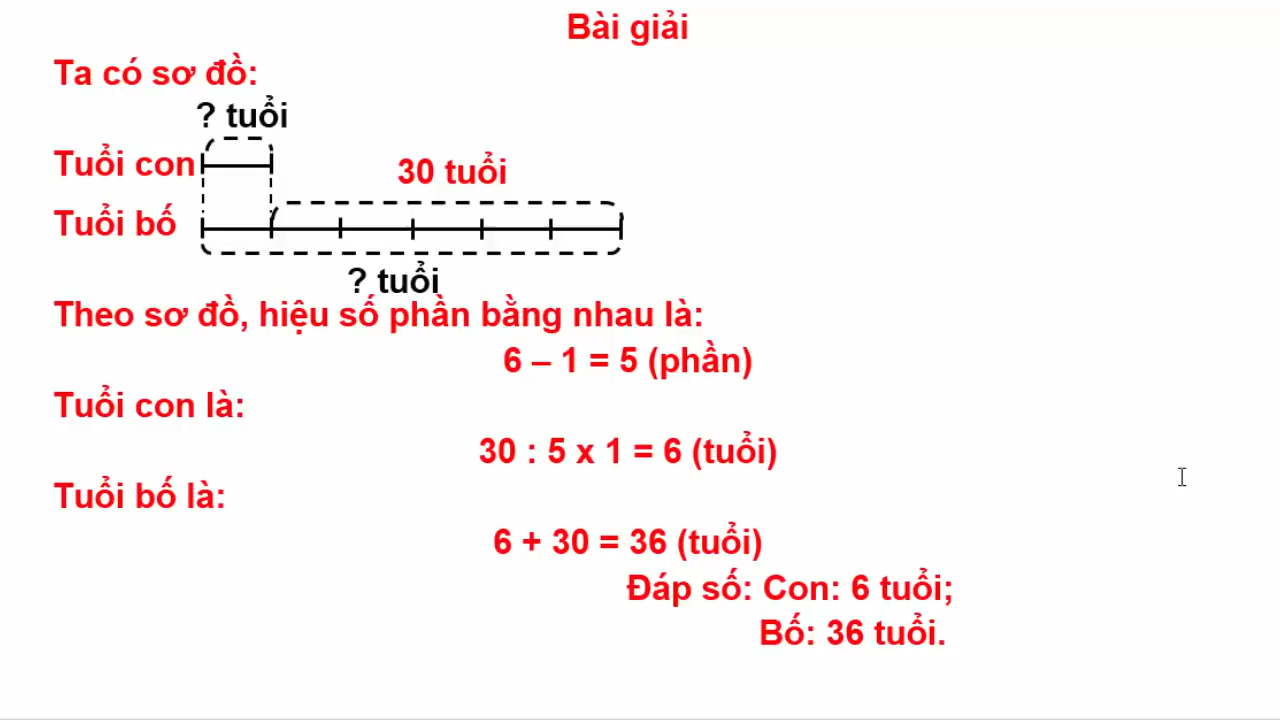 Bài giải
Ta có sơ đồ:
? tuổi
Tuổi con
30 tuổi
Tuổi bố
? tuổi
Theo sơ đồ, hiệu số phần bằng nhau là:
6 – 1 = 5 (phần)
Tuổi con là:
30 : 5 x 1 = 6 (tuổi)
Tuổi bố là:
6 + 30 = 36 (tuổi)
Đáp số: Con: 6 tuổi;
Bố: 36 tuổi.